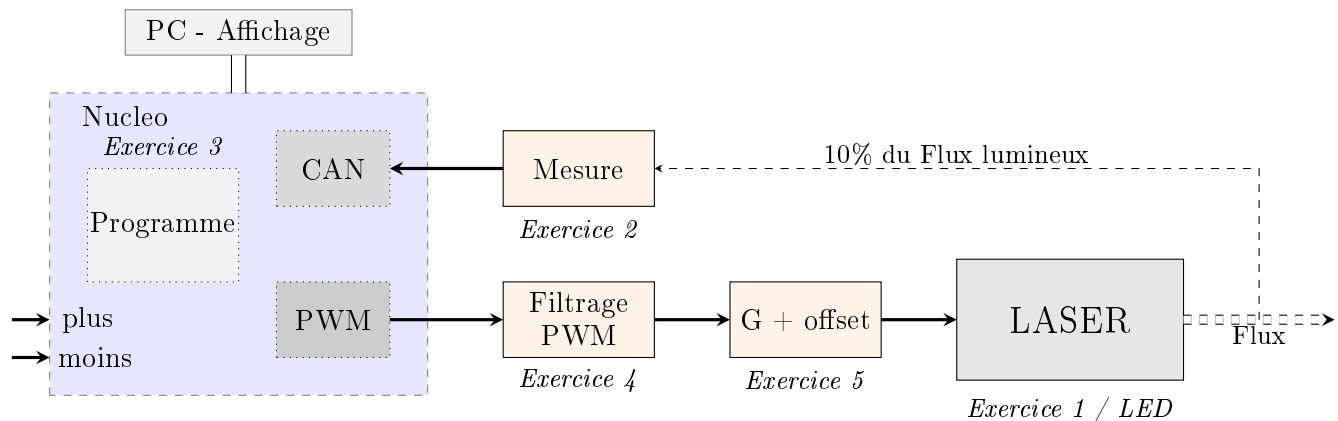 PC - Affichage
Nucleo
Exercice 3
Programme
plus
moins
CAN
PWM
Mesure
Exercice 2
10% du Flux lumineux
Filtrage
PWM
Exercice 4
G + offset
Exercice 5
LASER
Exercice 1 / LED
Flux